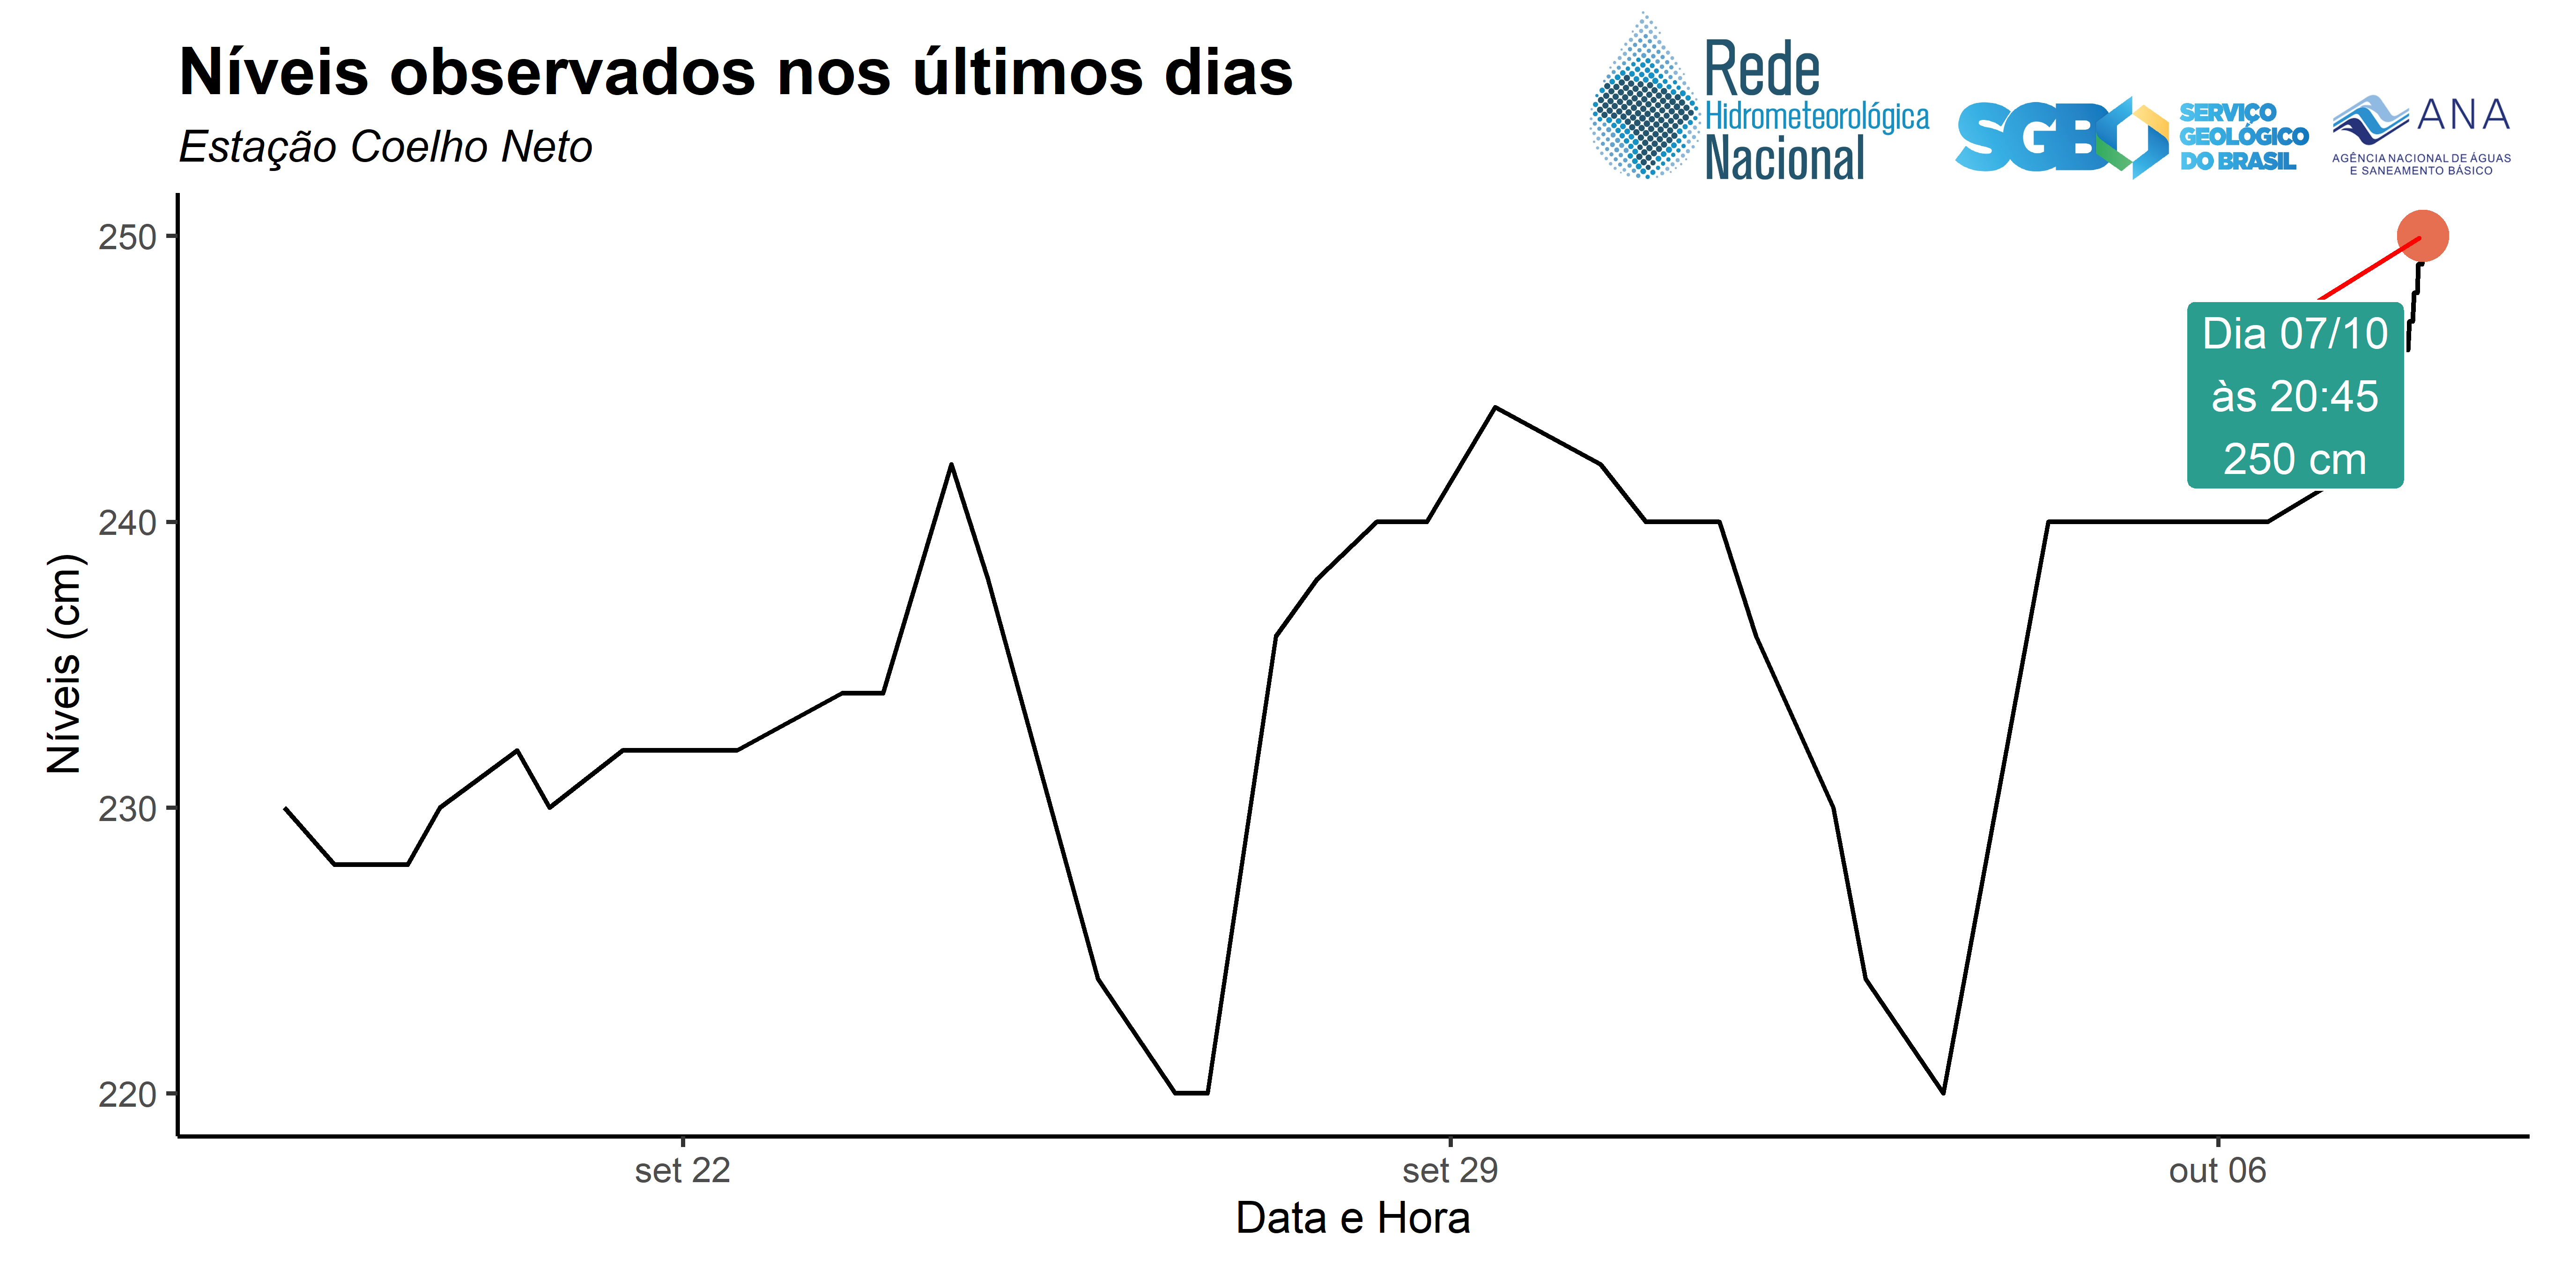 Níveis observados nos últimos dias
Estação Coelho Neto
Rede
Hidrometeorológica
Nacional
SGB
SERVIÇO
GEOLÓGICO
DO BRASIL
ANA
AGÊNCIA NACIONAL DE ÁGUAS
E SANEAMENTO BÁSICO
250
240
230
220
Níveis (cm)
Dia 07/10
às 20:45
250 cm
set 22
set 29
out 06
Data e Hora